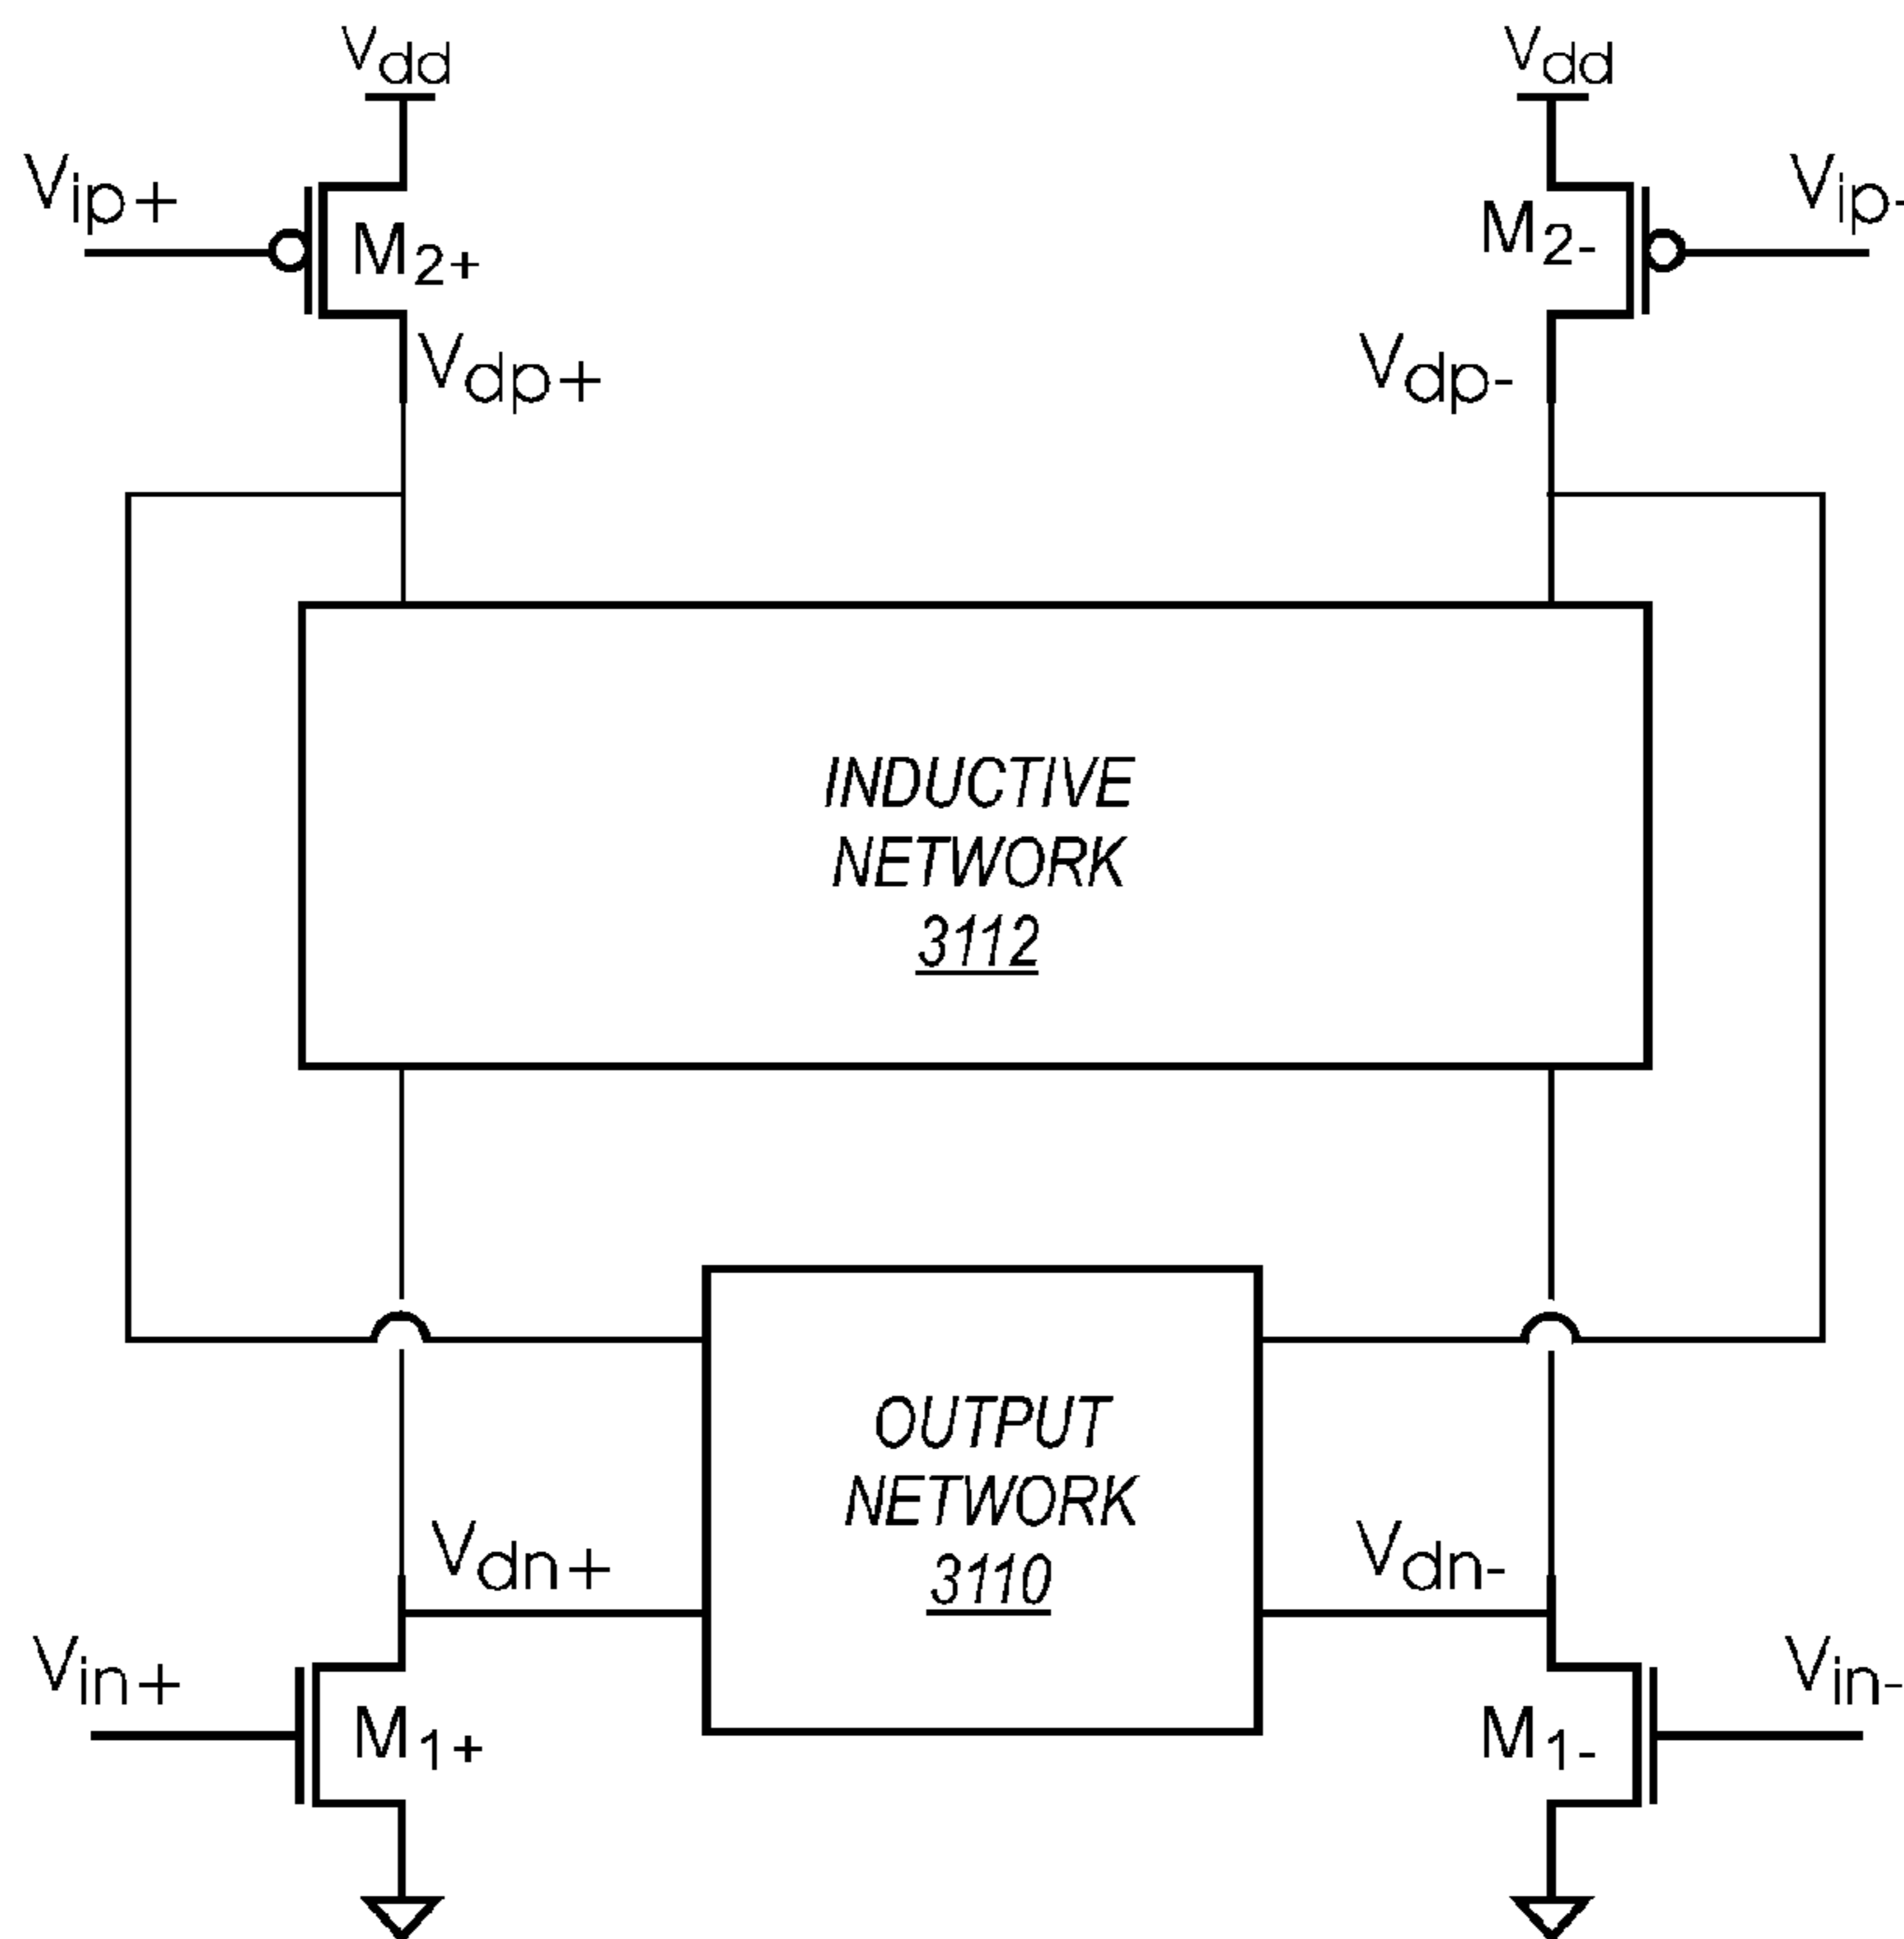 Vdd
Vdd
Vip+
Vip-
M2+
M2-
Vdp+
Vdp-
INDUCTIVE
NETWORK
3112
OUTPUT
NETWORK
3110
Vdn+
Vdn-
Vin+
Vin-
M1+
M1-